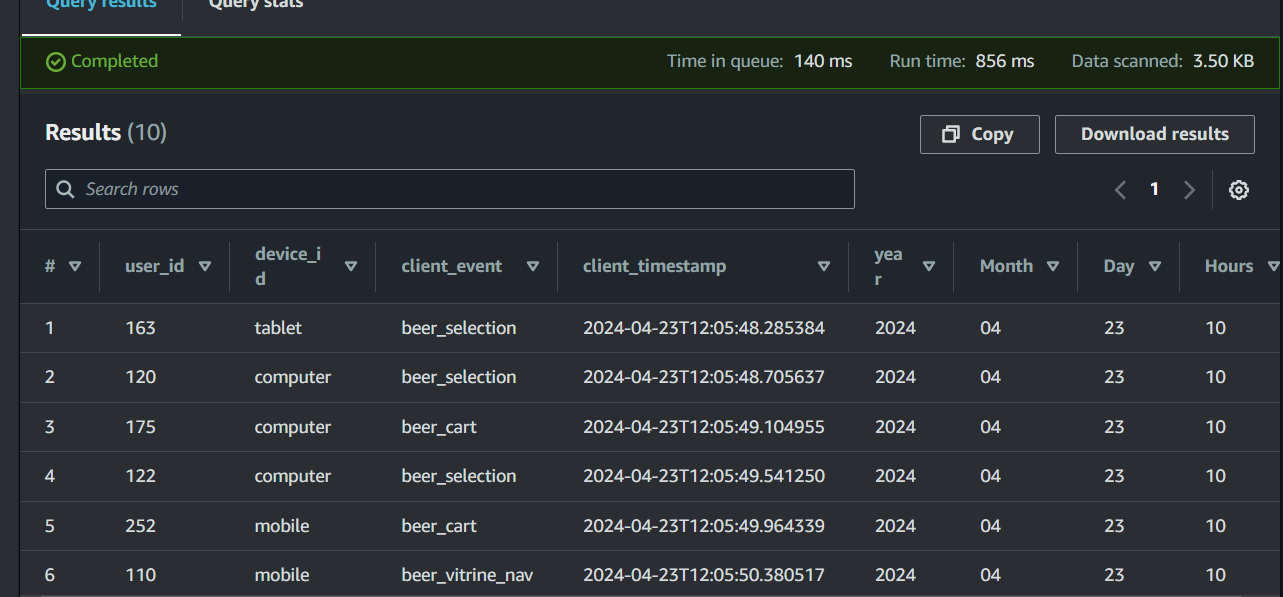 Query results Query stats
Completed Time in queue: 140 ms Run time: 856 ms Data scanned: 3.50 KB
Results (10) Copy Download results
Search rows 1
# user_id device_id client_event client_timestamp year Month Day Hours
1 163 tablet beer_selection 2024-04-23T12:05:48.285384 2024 04 23 10
2 120 computer beer_selection 2024-04-23T12:05:48.705637 2024 04 23 10
3 175 computer beer_cart 2024-04-23T12:05:49.104955 2024 04 23 10
4 122 computer beer_selection 2024-04-23T12:05:49.541250 2024 04 23 10
5 252 mobile beer_cart 2024-04-23T12:05:49.964339 2024 04 23 10
6 110 mobile beer_vitrine_nav 2024-04-23T12:05:50.380517 2024 04 23 10